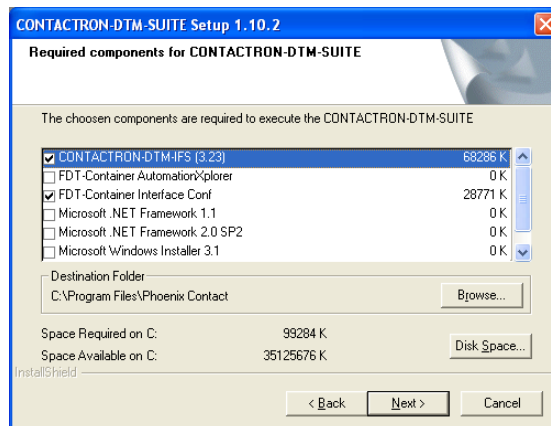 CONTACTRON-DTM-SUITE Setup 1.10.2
Required components for CONTACTRON-DTM-SUITE
The choosen components are required to execute the CONTACTRON-DTM-SUITE
CONTACTRON-DTM-IFS (3.23) 68286 K
FDT-Container AutomationXplorer 0 K
FDT-Container Interface Conf 28771 K
Microsoft .NET Framework 1.1 0 K
Microsoft .NET Framework 2.0 SP2 0 K
Microsoft Windows Installer 3.1 0 K
Destination Folder
C:\Program Files\Phoenix Contact Browse...
Space Required on C: 99284 K
Space Available on C: 35125676 K
Disk Space...
InstallShield
< Back Next > Cancel